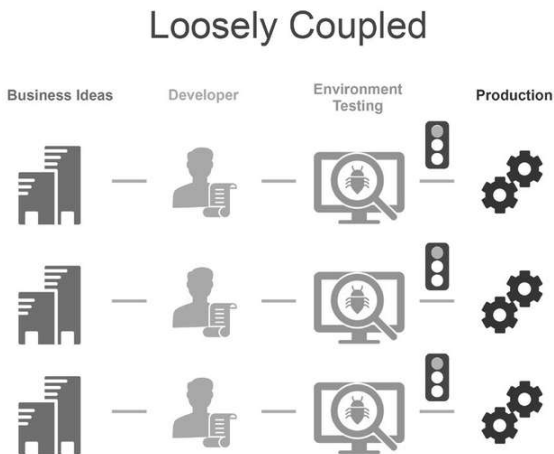 Loosely Coupled
Business Ideas
Developer
Environment
Testing
Production